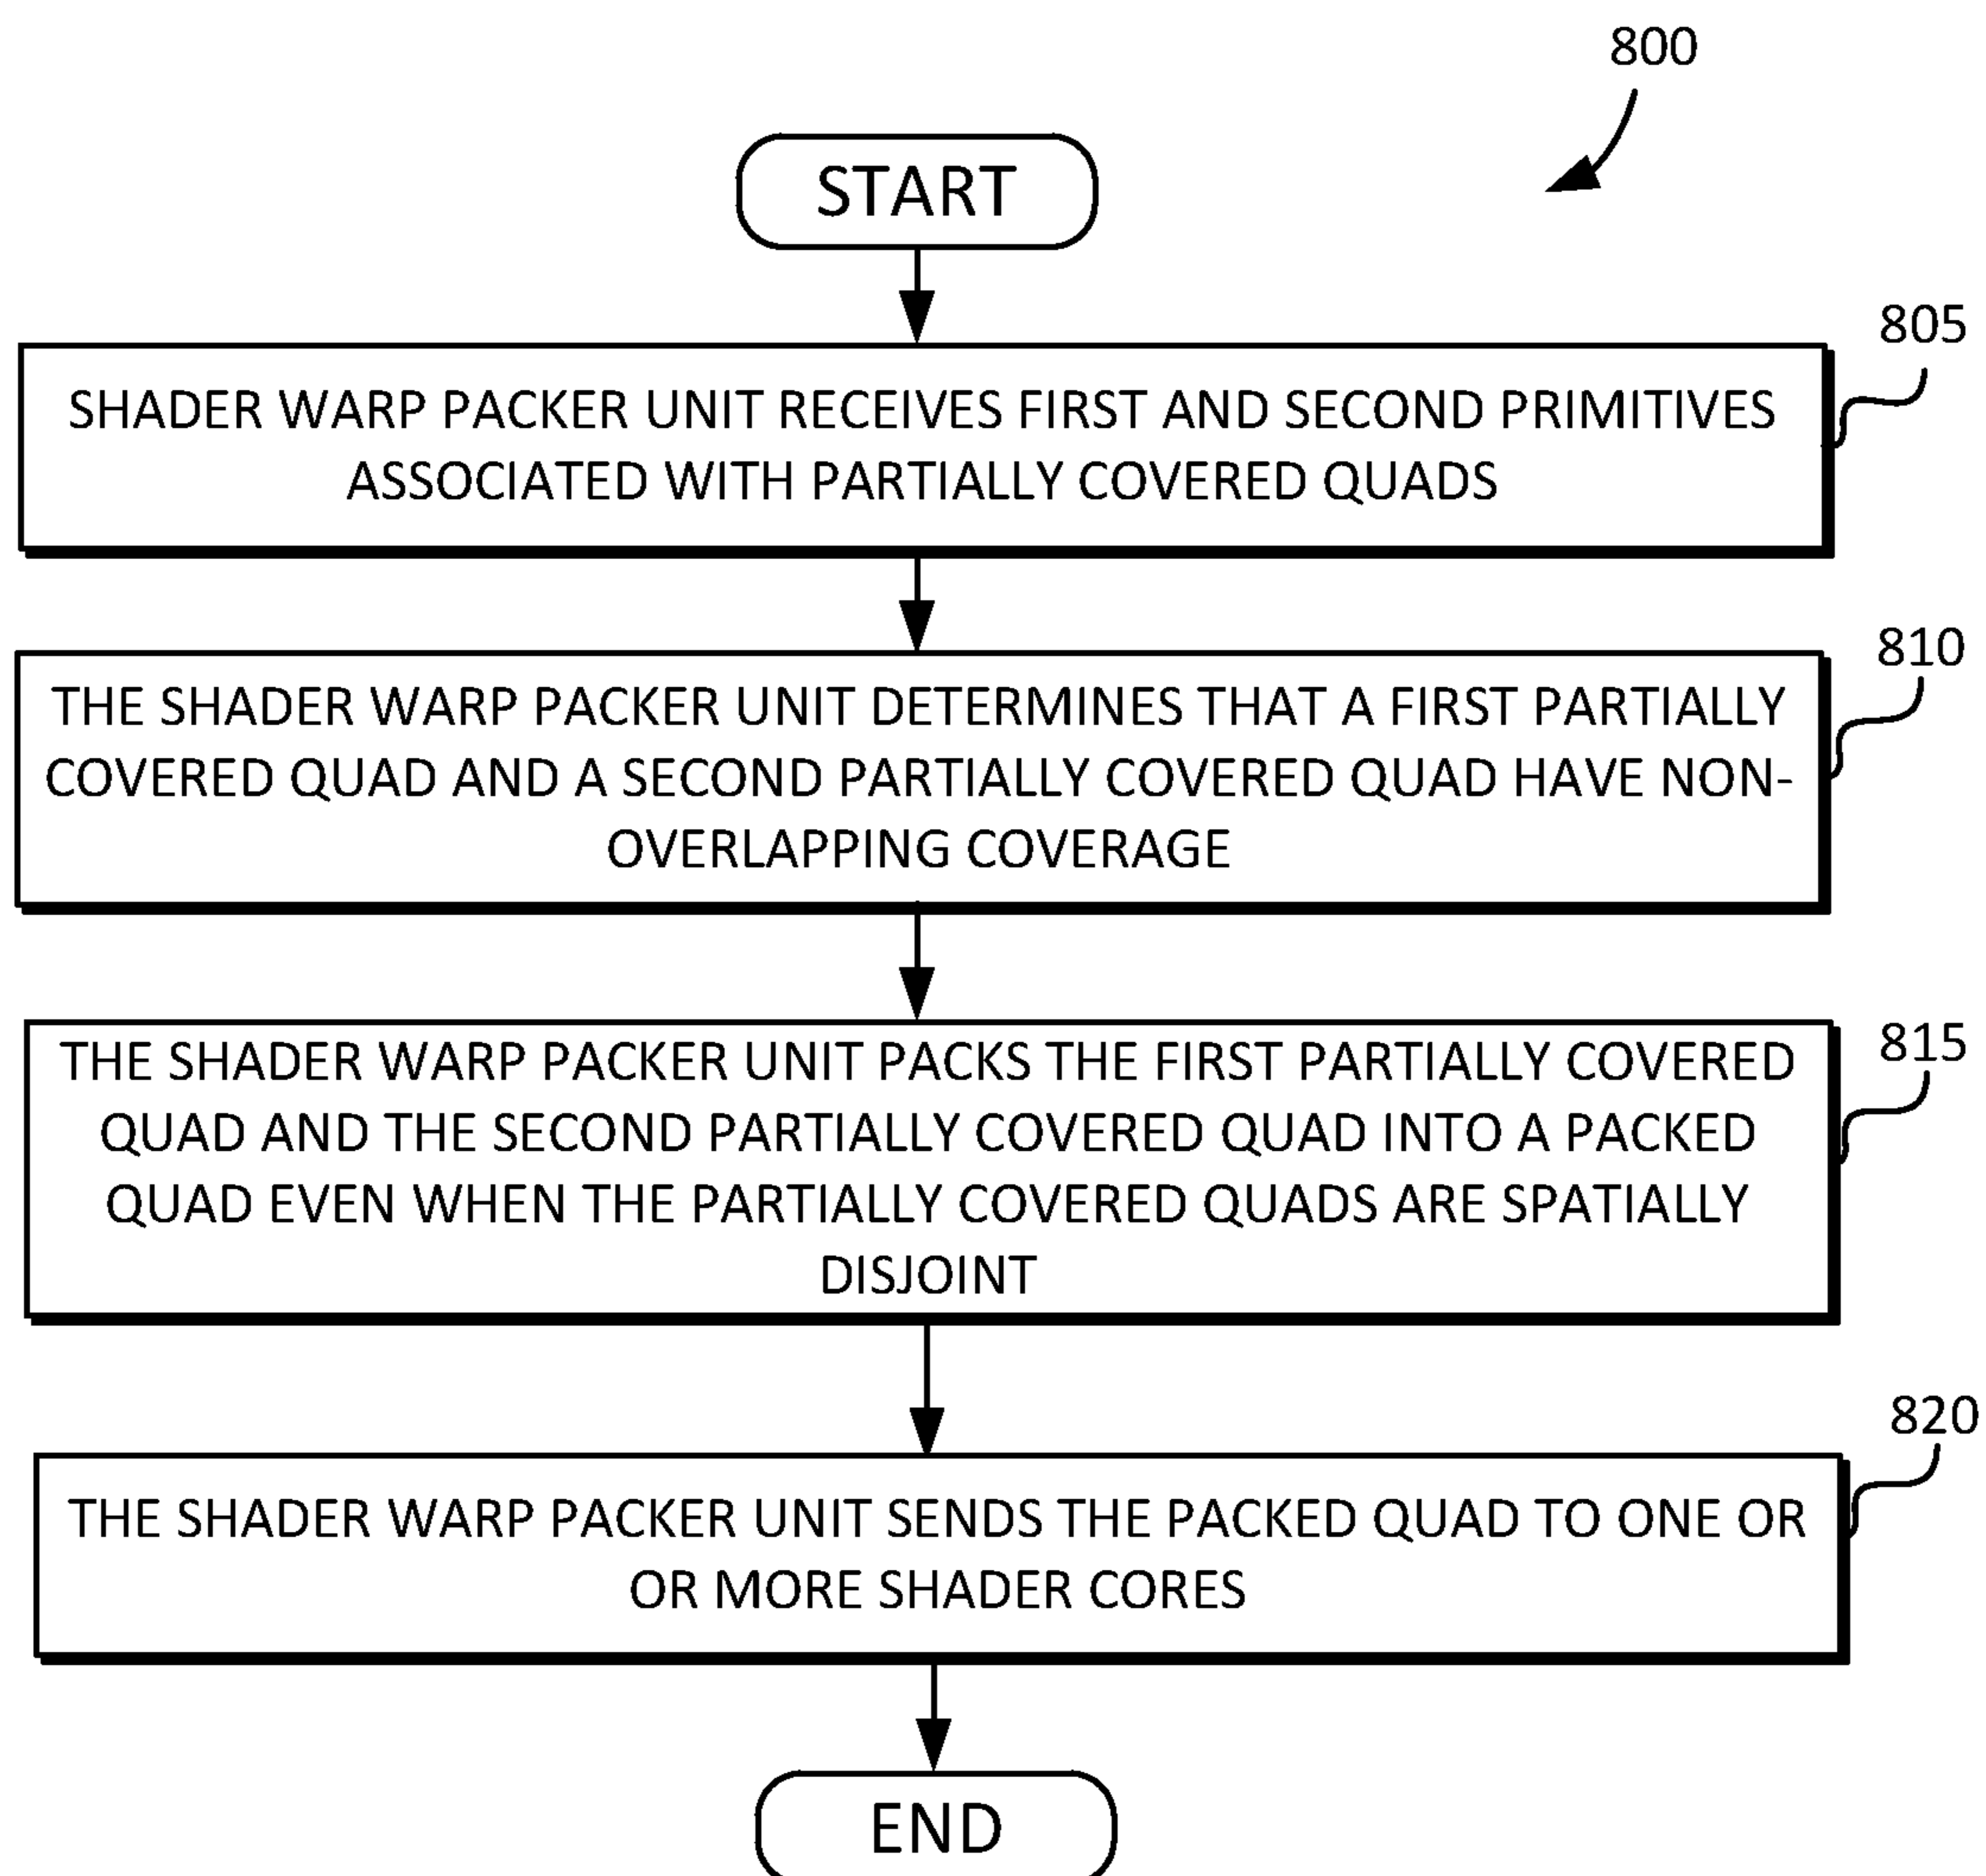 800
START
805
SHADER WARP PACKER UNIT RECEIVES FIRST AND SECOND PRIMITIVES
ASSOCIATED WITH PARTIALLY COVERED QUADS
810
THE SHADER WARP PACKER UNIT DETERMINES THAT A FIRST PARTIALLY
COVERED QUAD AND A SECOND PARTIALLY COVERED QUAD HAVE NON-
OVERLAPPING COVERAGE
815
THE SHADER WARP PACKER UNIT PACKS THE FIRST PARTIALLY COVERED
QUAD AND THE SECOND PARTIALLY COVERED QUAD INTO A PACKED
QUAD EVEN WHEN THE PARTIALLY COVERED QUADS ARE SPATIALLY
DISJOINT
820
THE SHADER WARP PACKER UNIT SENDS THE PACKED QUAD TO ONE OR
OR MORE SHADER CORES
END